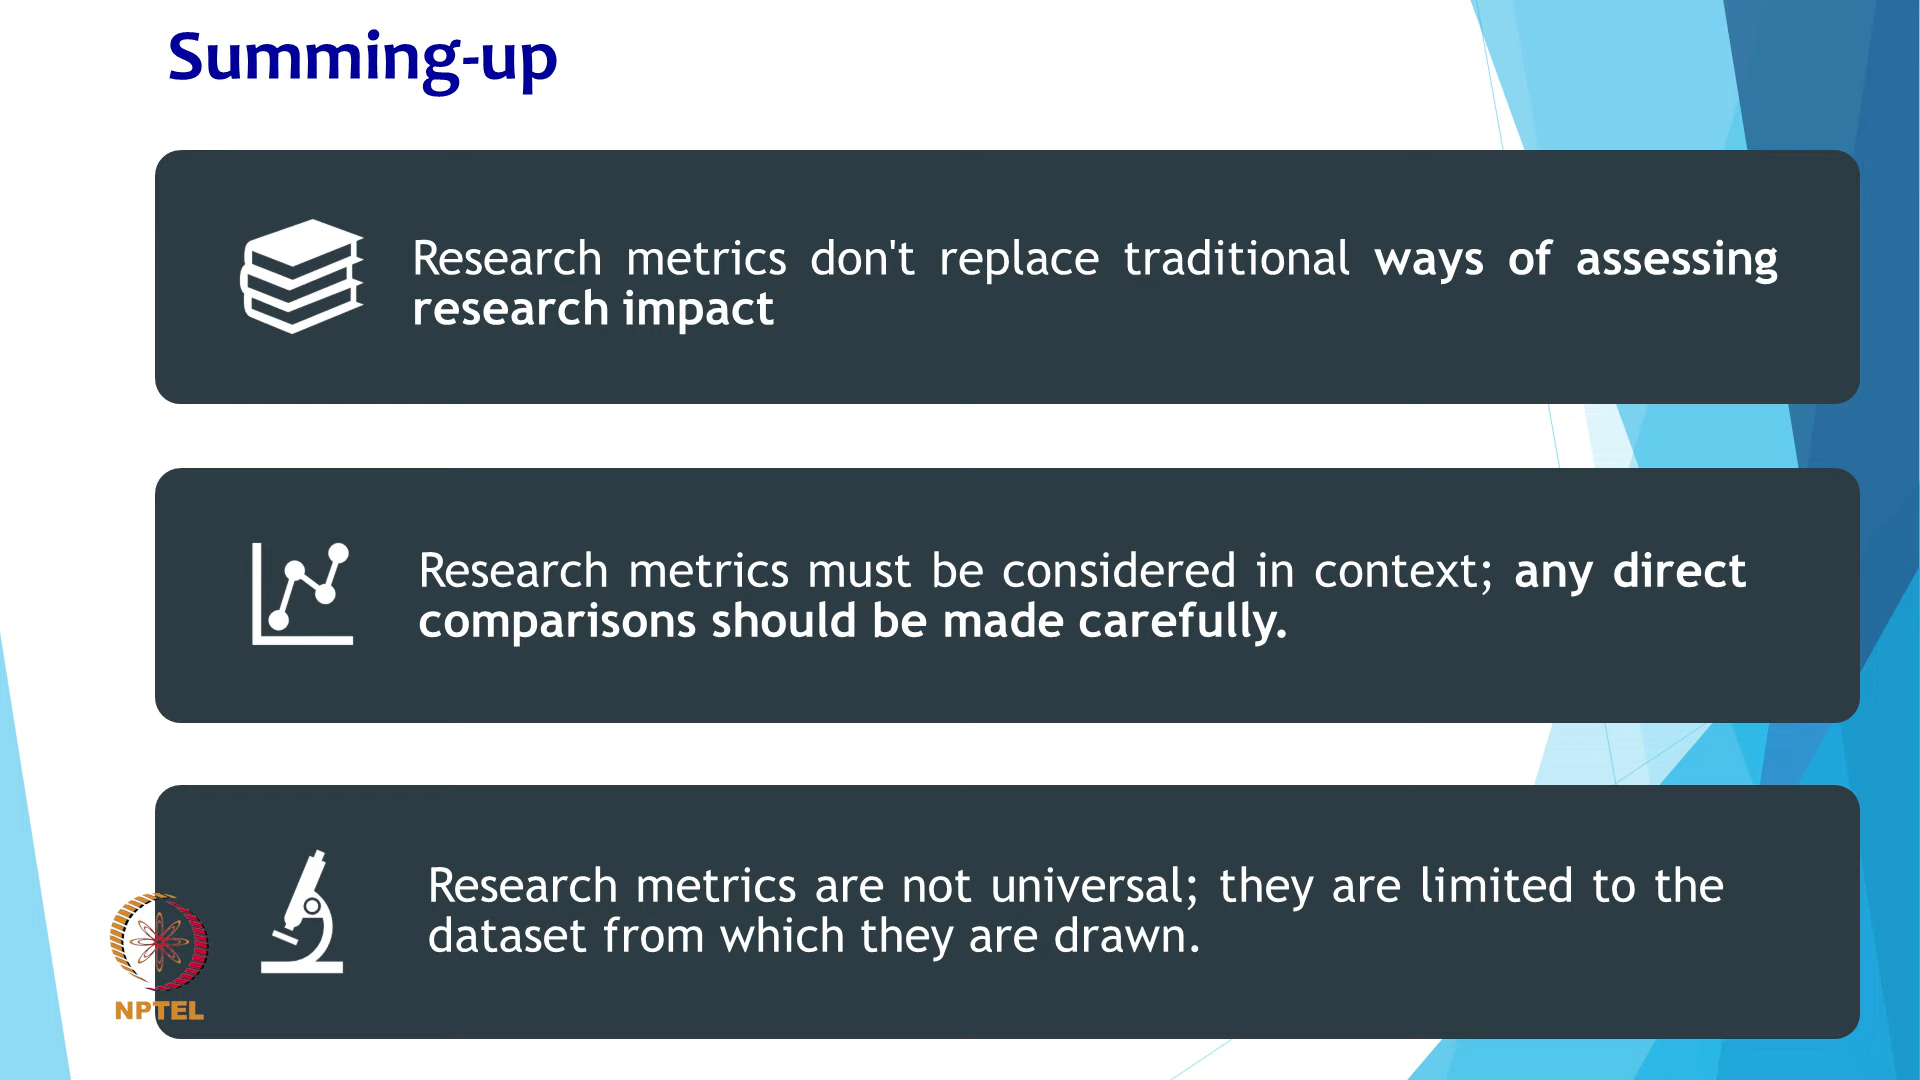 Summing-up
Research metrics don't replace traditional ways of assessing
research impact
Research metrics must be considered in context; any direct
comparisons should be made carefully.
Research metrics are not universal; they are limited to the
dataset from which they are drawn.
NPTEL